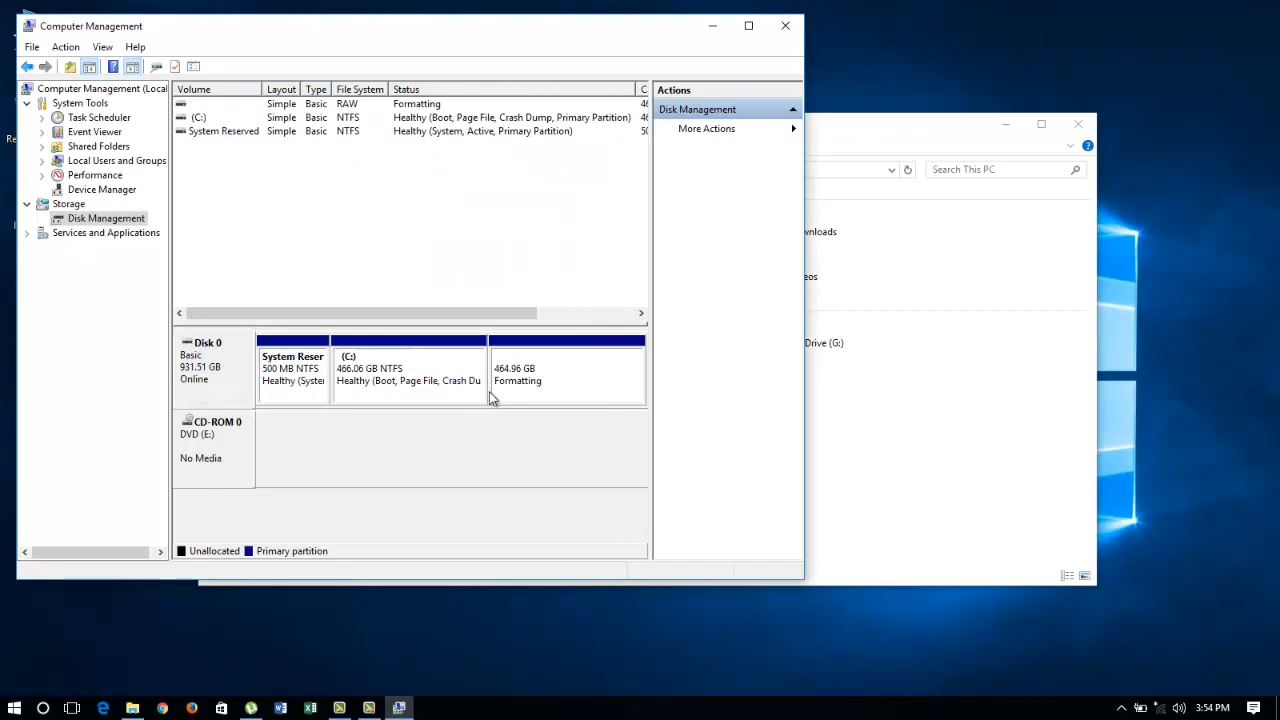 Computer Management
File Action View Help
Computer Management (Local
System Tools
Task Scheduler
Event Viewer
Shared Folders
Local Users and Groups
Performance
Device Manager
Storage
Disk Management
Services and Applications
Volume Layout Type File System Status C
Simple Basic RAW Formatting 46
(C:) Simple Basic NTFS Healthy (Boot, Page File, Crash Dump, Primary Partition) 46
System Reserved Simple Basic NTFS Healthy (System, Active, Primary Partition) 50
Disk 0
Basic
931.51 GB
Online
System Reser
500 MB NTFS
Healthy (Syste
(C:)
466.06 GB NTFS
Healthy (Boot, Page File, Crash Du
464.96 GB
Formatting
CD-ROM 0
DVD (E:)
No Media
Unallocated Primary partition
Actions
Disk Management
More Actions
Search This PC
wnloads
eos
Drive (G:)
3:54 PM